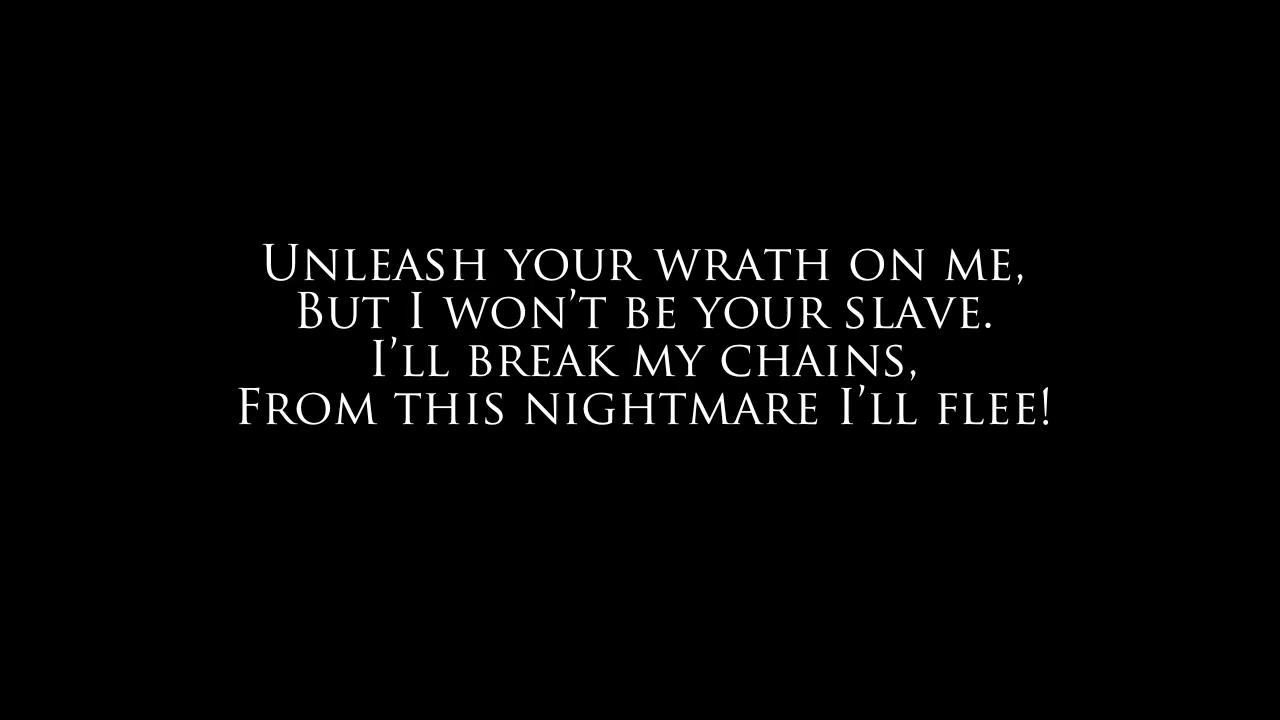 Unleash your wrath on me,
But I won’t be your slave.
I’ll break my chains,
From this nightmare I’ll flee!